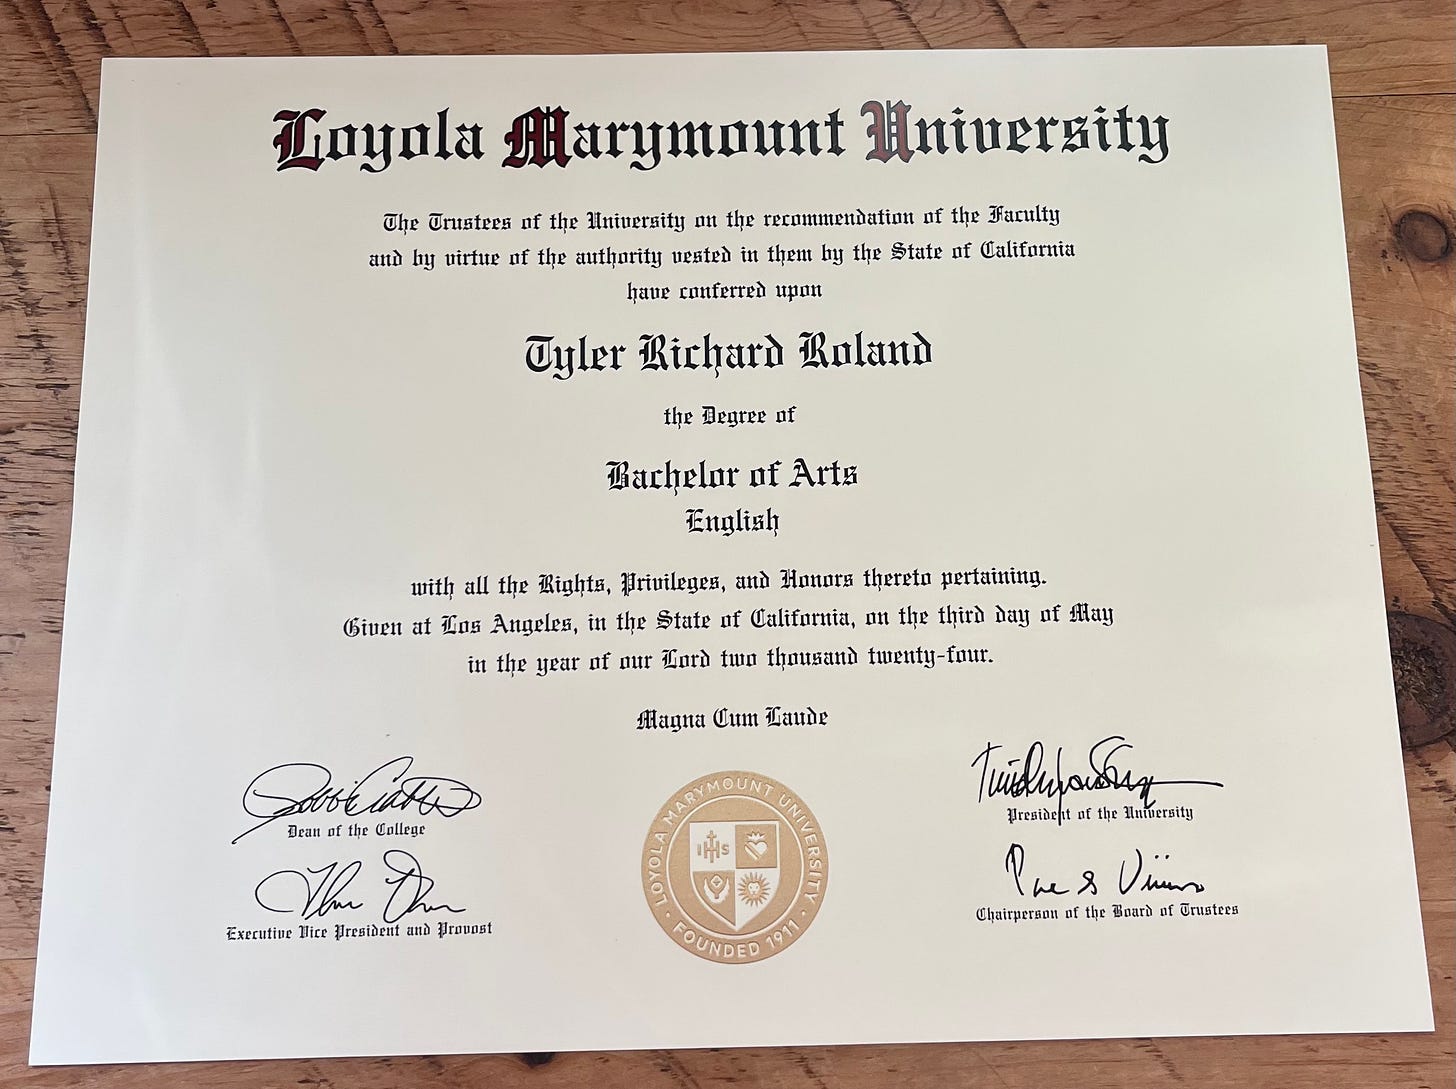 Loyola Marymount University
The Trustees of the University on the recommendation of the Faculty
and by virtue of the authority vested in them by the State of California
have conferred upon
Tyler Richard Roland
the Degree of
Bachelor of Arts
English
with all the Rights, Privileges, and Honors thereto pertaining.
Given at Los Angeles, in the State of California, on the third day of May
in the year of our Lord two thousand twenty-four.
Magna Cum Laude
Dean of the College
Executive Vice President and Provost
LOYOLA MARYMOUNT UNIVERSITY
IHS
FOUNDED 1911
President of the University
Chairperson of the Board of Trustees